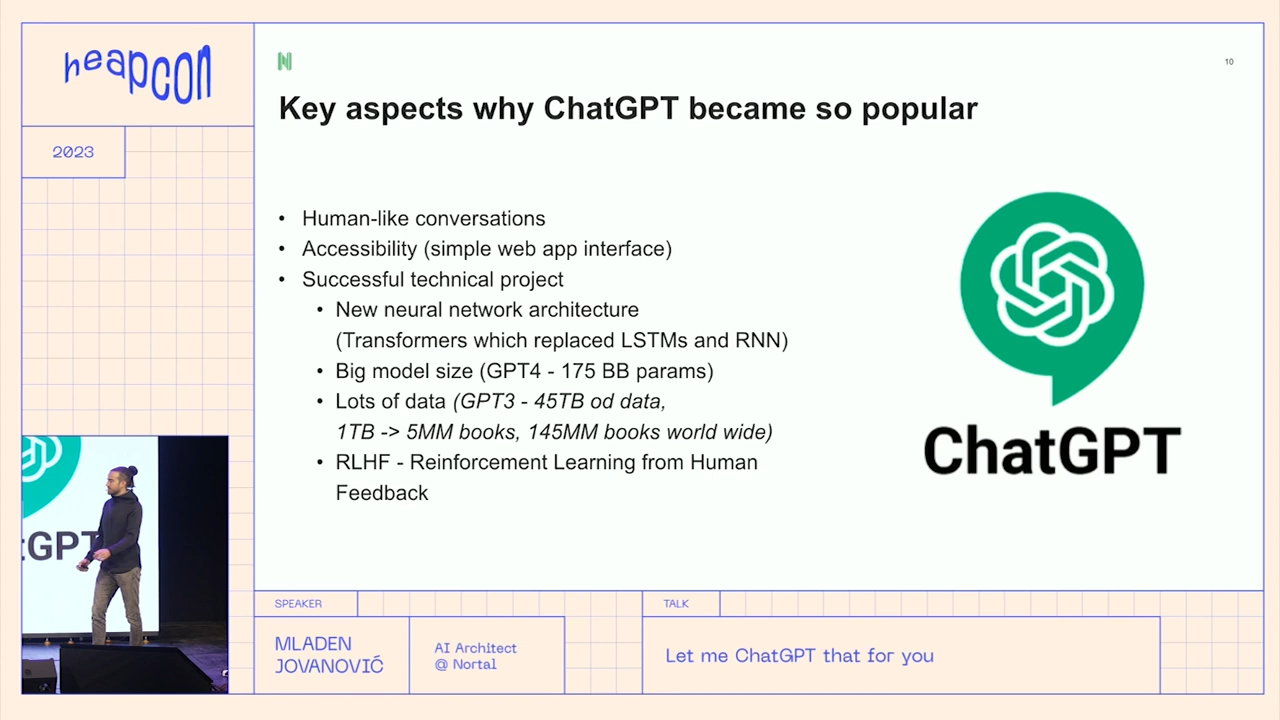 heapcon
2023
N
10
Key aspects why ChatGPT became so popular
• Human-like conversations
• Accessibility (simple web app interface)
• Successful technical project
• New neural network architecture
(Transformers which replaced LSTMs and RNN)
• Big model size (GPT4 - 175 BB params)
• Lots of data (GPT3 - 45TB od data,
1TB -> 5MM books, 145MM books world wide)
• RLHF - Reinforcement Learning from Human
Feedback
ChatGPT
tGPT
SPEAKER
MLADEN
JOVANOVIĆ
AI Architect
@ Nortal
TALK
Let me ChatGPT that for you